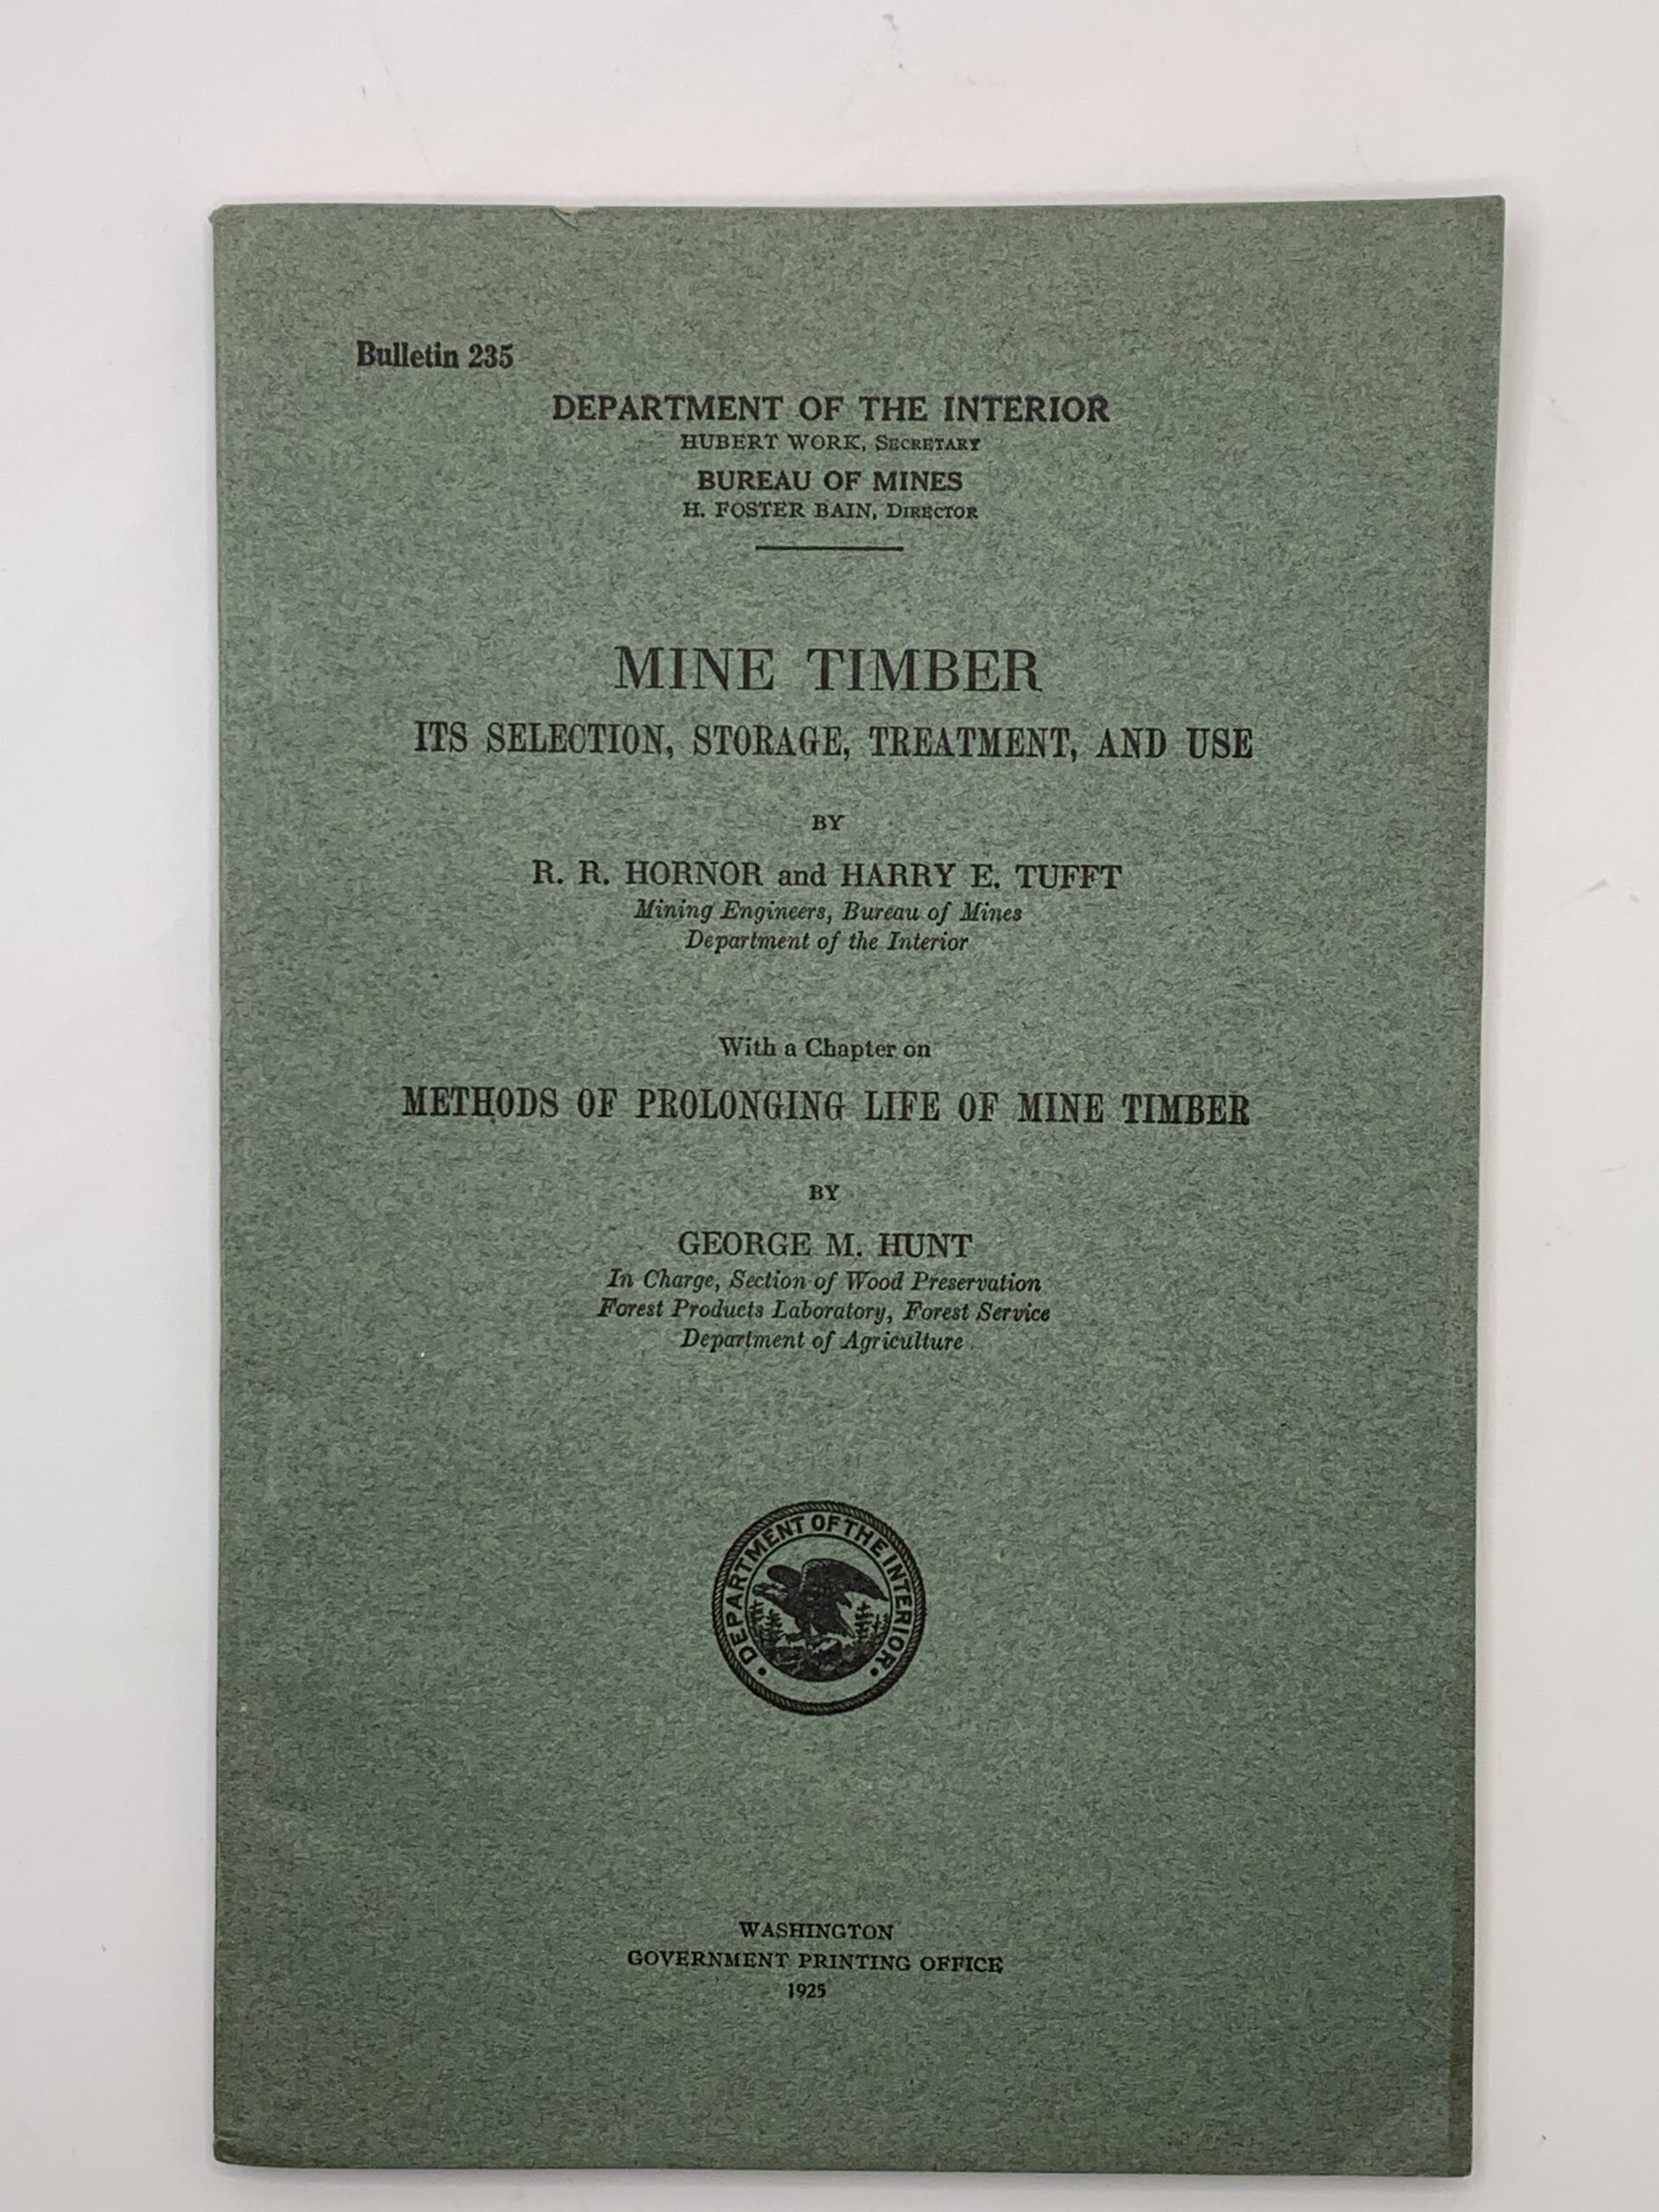 Bulletin 235
DEPARTMENT OF THE INTERIOR
HUBERT WORK, SECRETARY
BUREAU OF MINES
H. FOSTER BAIN, DIRECTOR
MINE TIMBER
ITS SELECTION, STORAGE, TREATMENT, AND USE
BY
R. R. HORNOR and HARRY E. TUFFT
Mining Engineers, Bureau of Mines
Department of the Interior
With a Chapter on
METHODS OF PROLONGING LIFE OF MINE TIMBER
BY
GEORGE M. HUNT
In Charge, Section of Wood Preservation
Forest Products Laboratory, Forest Service
Department of Agriculture
• DEPARTMENT OF THE INTERIOR •
WASHINGTON
GOVERNMENT PRINTING OFFICE
1925